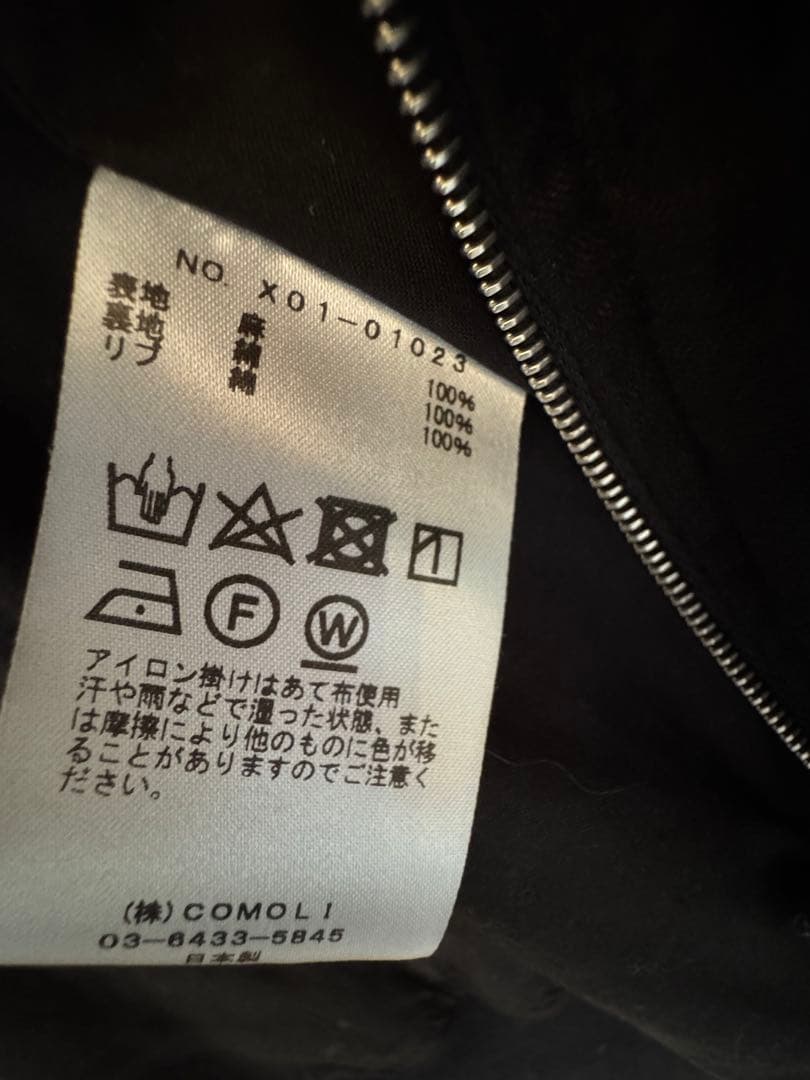 NO. X01-01023
表地 麻 100%
裏地 綿 100%
リブ 綿 100%
F W
アイロン掛けはあて布使用
汗や雨などで湿った状態、また
は摩擦により他のものに色が移
ることがありますのでご注意く
ださい。
(株)COMOLI
03-6433-5845
日本製